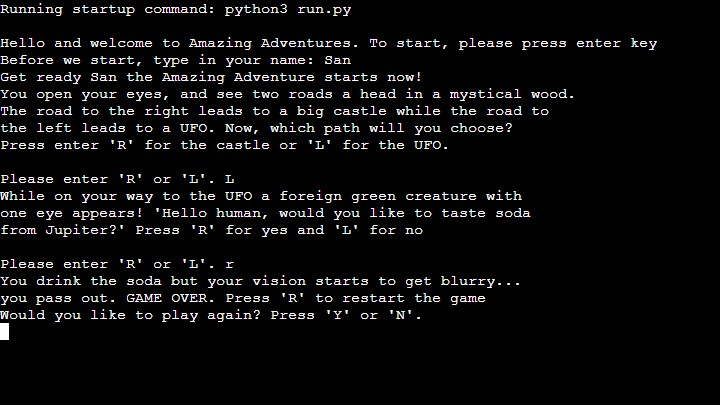 Running startup command: python3 run.py
Hello and welcome to Amazing Adventures. To start, please press enter key
Before we start, type in your name: San
Get ready San the Amazing Adventure starts now!
You open your eyes, and see two roads a head in a mystical wood.
The road to the right leads to a big castle while the road to
the left leads to a UFO. Now, which path will you choose?
Press enter 'R' for the castle or 'L' for the UFO.
Please enter 'R' or 'L'. L
While on your way to the UFO a foreign green creature with
one eye appears! 'Hello human, would you like to taste soda
from Jupiter?' Press 'R' for yes and 'L' for no
Please enter 'R' or 'L'. r
You drink the soda but your vision starts to get blurry...
you pass out. GAME OVER. Press 'R' to restart the game
Would you like to play again? Press 'Y' or 'N'.